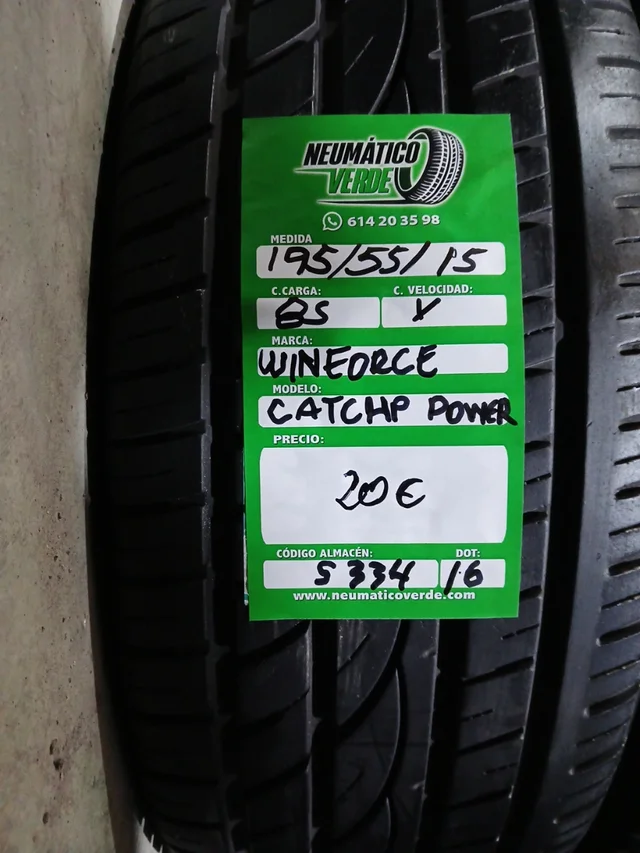 NEUMÁTICO
VERDE
614 20 35 98
MEDIDA
195/55/15
C.CARGA: C. VELOCIDAD:
85 V
MARCA:
WINFORCE
MODELO:
CATCHP POWER
PRECIO:
20€
CÓDIGO ALMACÉN: DOT:
S334 16
www.neumaticoverde.com